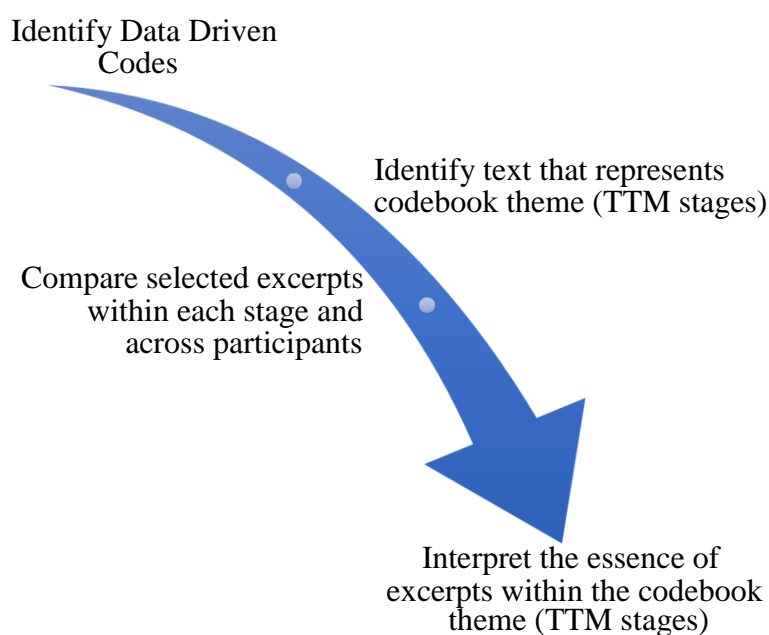 Identify Data Driven
Codes
Identify text that represents
codebook theme (TTM stages)
Compare selected excerpts
within each stage and
across participants
Interpret the essence of
excerpts within the codebook
theme (TTM stages)